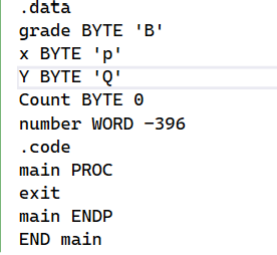 .data
grade BYTE 'B'
x BYTE 'p'
Y BYTE 'Q'
Count BYTE 0
number WORD -396
.code
main PROC
exit
main ENDP
END main